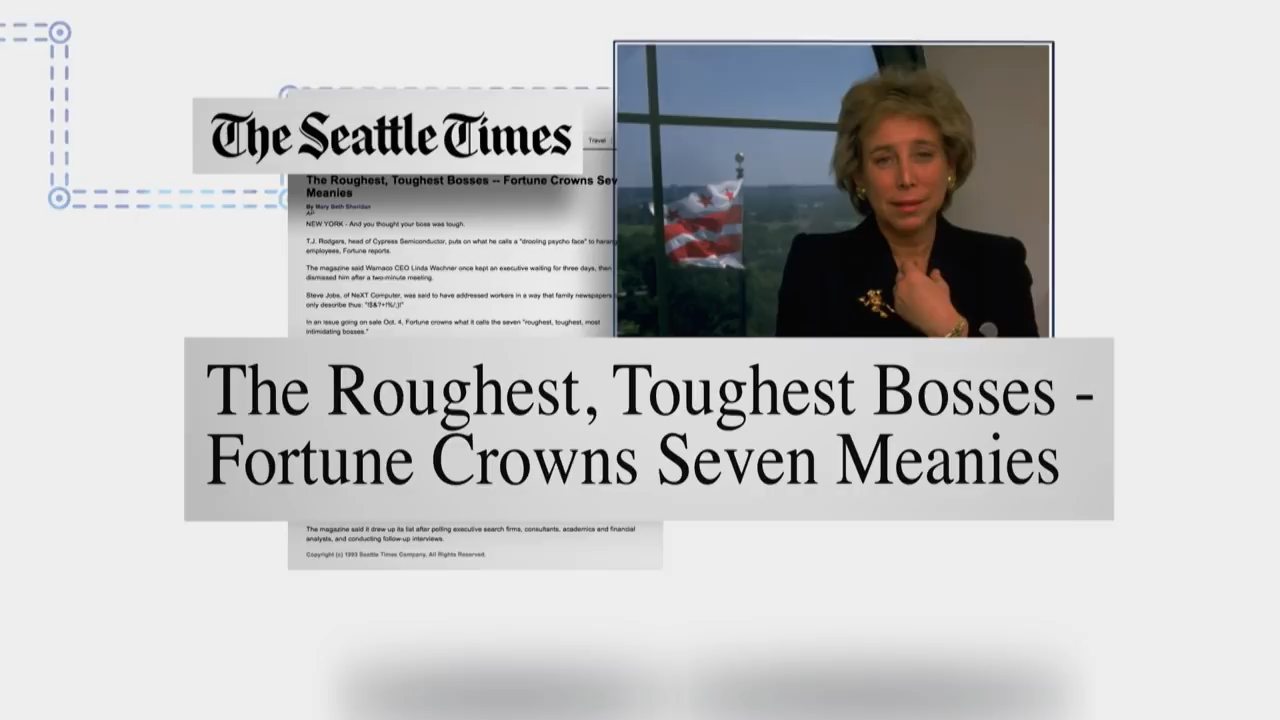 The Seattle Times
Travel
The Roughest, Toughest Bosses -- Fortune Crowns Sev
Meanies
By Mary Beth Sheridan
AP
NEW YORK - And you thought your boss was tough.
T.J. Rodgers, head of Cypress Semiconductor, puts on what he calls a "drooling psycho face" to harang
employees, Fortune reports.
The magazine said Warnaco CEO Linda Wachner once kept an executive waiting for three days, then
dismissed him after a two-minute meeting.
Steve Jobs, of NeXT Computer, was said to have addressed workers in a way that family newspapers
only describe thus: "!$&?+!%/;)!"
In an issue going on sale Oct. 4, Fortune crowns what it calls the seven "roughest, toughest, most
intimidating bosses."
The Roughest, Toughest Bosses -
Fortune Crowns Seven Meanies
The magazine said it drew up its list after polling executive search firms, consultants, academics and financial
analysts, and conducting follow-up interviews.
Copyright (c) 1993 Seattle Times Company, All Rights Reserved.